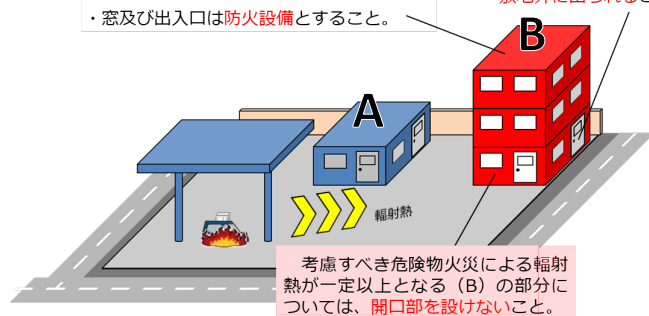 ・窓及び出入口は防火設備とすること。
B
A
輻射熱
考慮すべき危険物火災による輻射
熱が一定以上となる（B）の部分に
ついては、開口部を設けないこと。